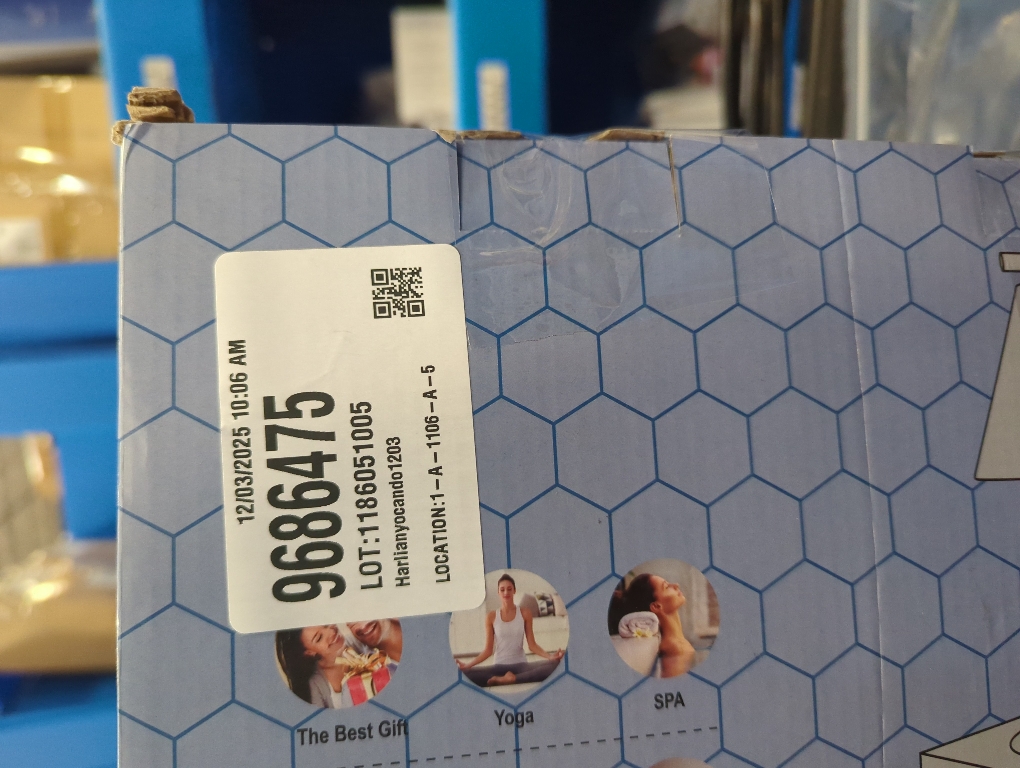 12/03/2025 10:06 AM
9686475
LOT:1186051005
Harlianyocando1203
LOCATION:1-A-1106-A-5
The Best Gift
Yoga
SPA